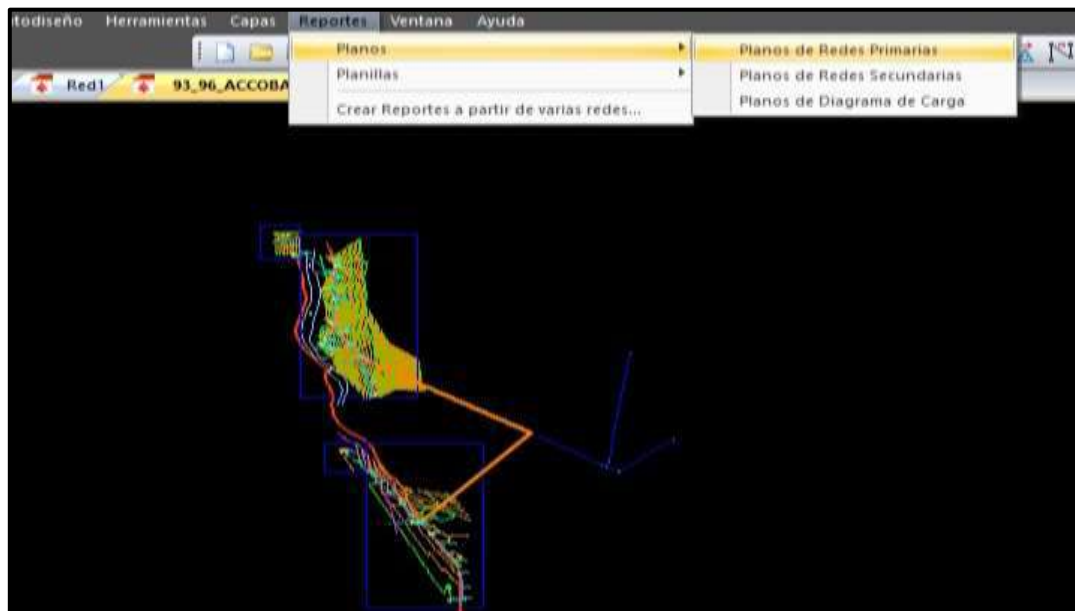 todiseño Herramientas Capas Reportes Ventana Ayuda
Planos
Planos de Redes Primarias
Planillas
Planos de Redes Secundarias
Crear Reportes a partir de varias redes...
Planos de Diagrama de Carga
Red1 93_96_ACCOBA